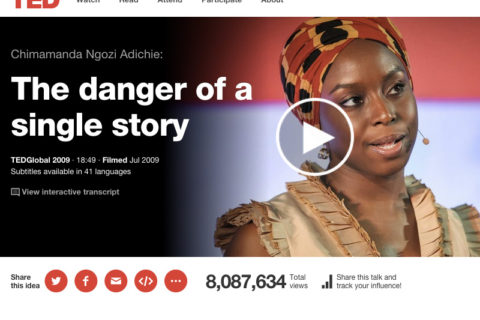 TED Watch Read Attend Participate About
Chimamanda Ngozi Adichie:
The danger of a
single story
TEDGlobal 2009 · 18:49 · Filmed Jul 2009
Subtitles available in 41 languages
View interactive transcript
Share
this idea
8,087,634
Total
views
Share this talk and
track your influence!